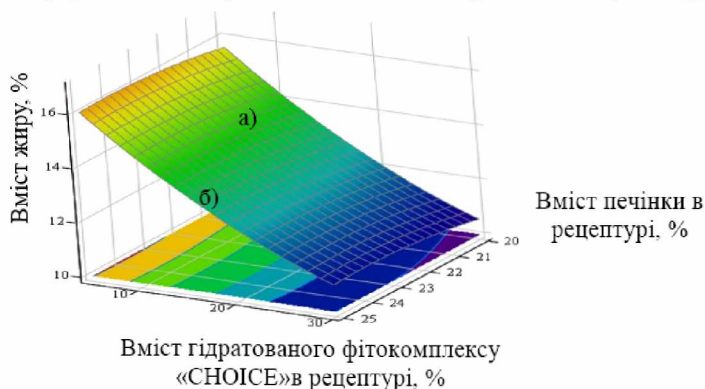 Вміст жиру, %
16
14
12
10
а)
б)
10
20
30
25
24
23
22
21
20
Вміст печінки в
рецептурі, %
Вміст гідратованого фітокомплексу
«CHOICE»в рецептурі, %